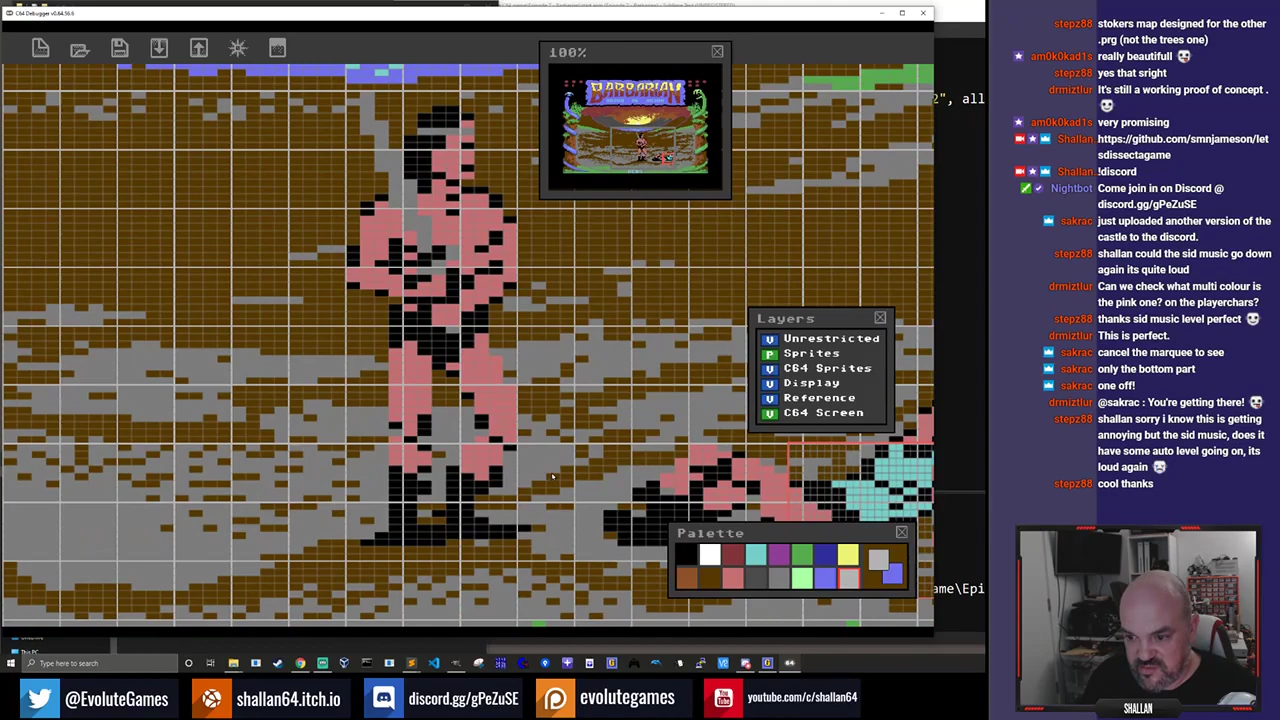 C64 Debugger v0.64.56.6
100%
BARBARIAN
2", all
Layers
V Unrestricted
P Sprites
V C64 Sprites
V Display
V Reference
V C64 Screen
Palette
ame\Epi
This PC
Type here to search
@EvoluteGames
shallan64.itch.io
discord.gg/gPeZuSE
evolutegames
youtube.com/c/shallan64
stepz88 stokers map designed for the other
.prg (not the trees one)
am0k0kad1s really beautifull
stepz88 yes that sright
drmiztlur It's all a working proof of concept .
am0k0kad1s very promising
Shallan https://github.com/smnjameson/let
sdissectagame
Shallan !discord
Nightbot Come join in on Discord @
discord.gg/gPeZuSE
sakrac just uploaded another version of the
castle to the discord.
stepz88 shallan could the sid music go down
again its quite loud
drmiztlur Can we check what multi colour is
the pink one? on the playerchars?
stepz88 thanks sid music level perfect
drmiztlur This is perfect.
sakrac cancel the marquee to see
sakrac only the bottom part
sakrac one off!
drmiztlur @sakrac : You're getting there!
stepz88 shallan sorry i know this is getting
annoying but the sid music, does it
have some auto level going on, its
loud again
stepz88 cool thanks
SHALLAN